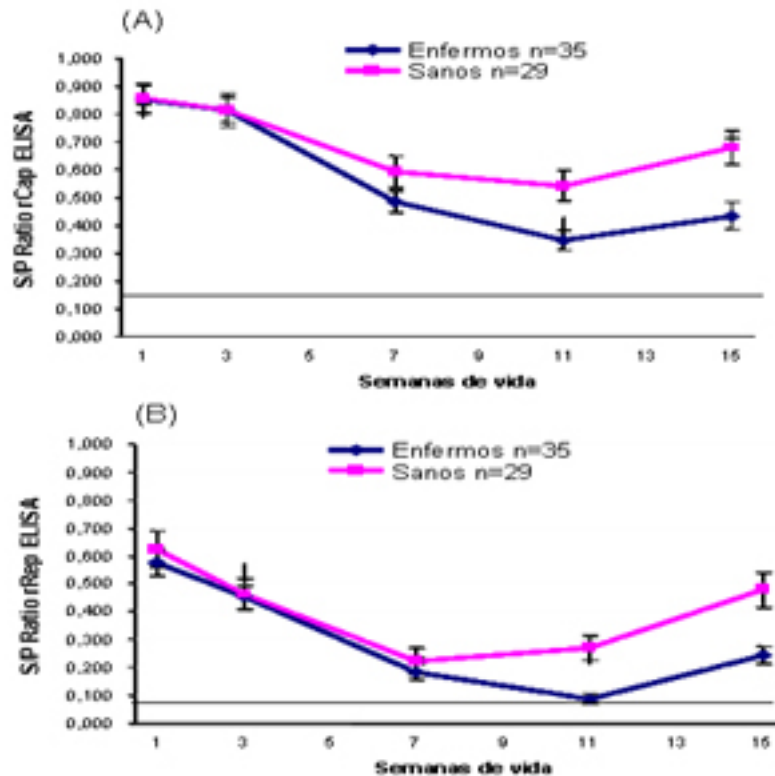 (A)
Enfermos n=35
Sanos n=29
S/P Ratio rCap ELISA
1,000
0,900
0,800
0,700
0,600
0,500
0,400
0,300
0,200
0,100
0,000
1 3 5 7 9 11 13 15
Semanas de vida
(B)
Enfermos n=35
Sanos n=29
S/P Ratio rRep ELISA
1,000
0,900
0,800
0,700
0,600
0,500
0,400
0,300
0,200
0,100
0,000
1 3 5 7 9 11 13 15
Semanas de vida